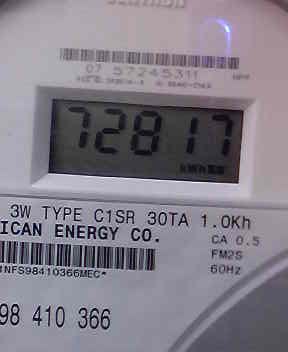 07 57245311
72817
3W TYPE C1SR 30TA 1.0Kh
ICAN ENERGY CO.
CA 0.5
FM2S
1NFS98410366MEC*
60Hz
98 410 366